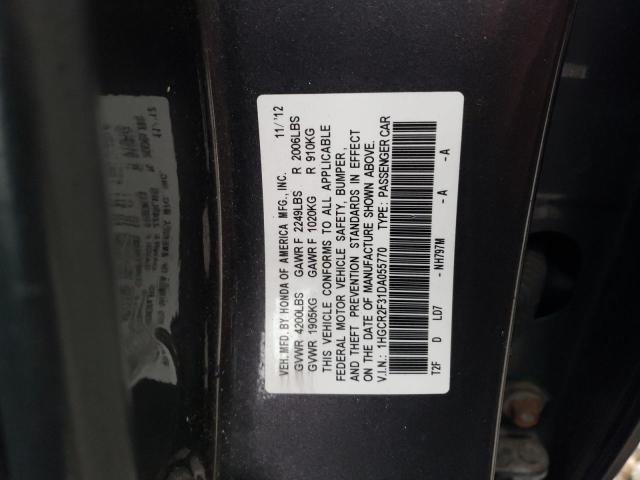 VEH.MFD.BY HONDA OF AMERICA MFG.,INC. 11/'12
GVWR 4200LBS GAWR F 2249LBS R 2006LBS
GVWR 1905KG GAWR F 1020KG R 910KG
THIS VEHICLE CONFORMS TO ALL APPLICABLE
FEDERAL MOTOR VEHICLE SAFETY, BUMPER,
AND THEFT PREVENTION STANDARDS IN EFFECT
ON THE DATE OF MANUFACTURE SHOWN ABOVE.
V.I.N.: 1HGCR2F31DA055770 TYPE: PASSENGER CAR
T2F D LD7 - NH797M - A - A